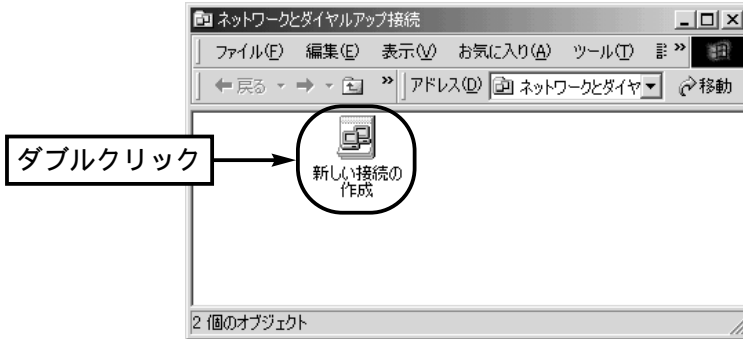 ネットワークとダイヤルアップ接続
ファイル(F) 編集(E) 表示(V) お気に入り(A) ツール(T) »
戻る » アドレス(D) ネットワークとダイヤ 移動
ダブルクリック
新しい接続の
作成
2 個のオブジェクト